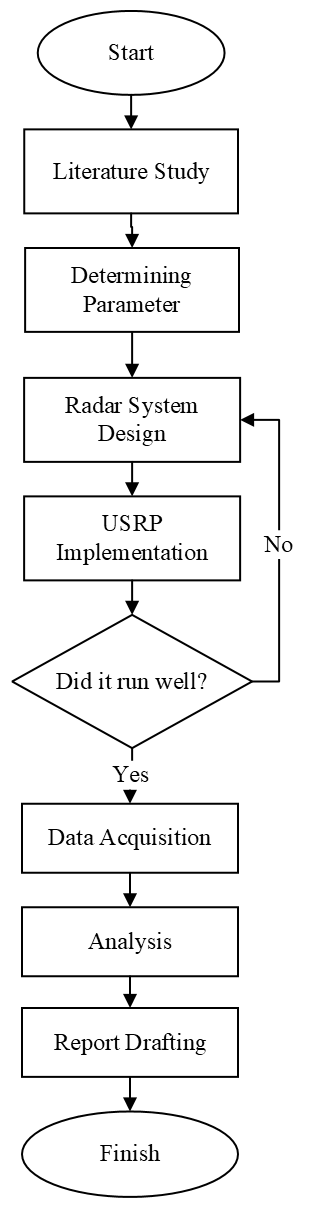 Start
Literature Study
Determining
Parameter
Radar System
Design
USRP
Implementation
No
Did it run well?
Yes
Data Acquisition
Analysis
Report Drafting
Finish